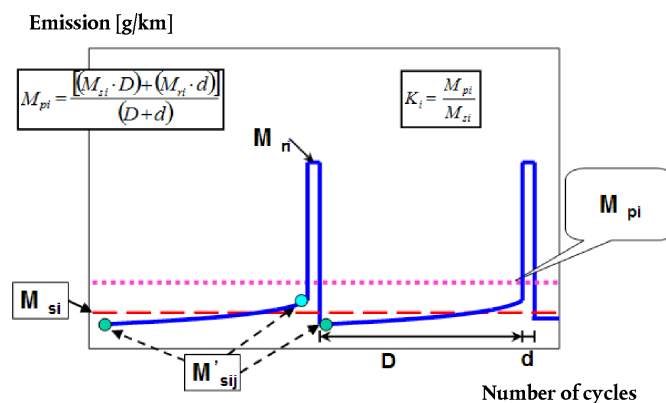 Emission [g/km]
M_pi = [(M_si · D) + (M_ri · d)] / (D + d)
K_i = M_pi / M_si
M_ri
M_pi
M_si
M'_sij
D
d
Number of cycles